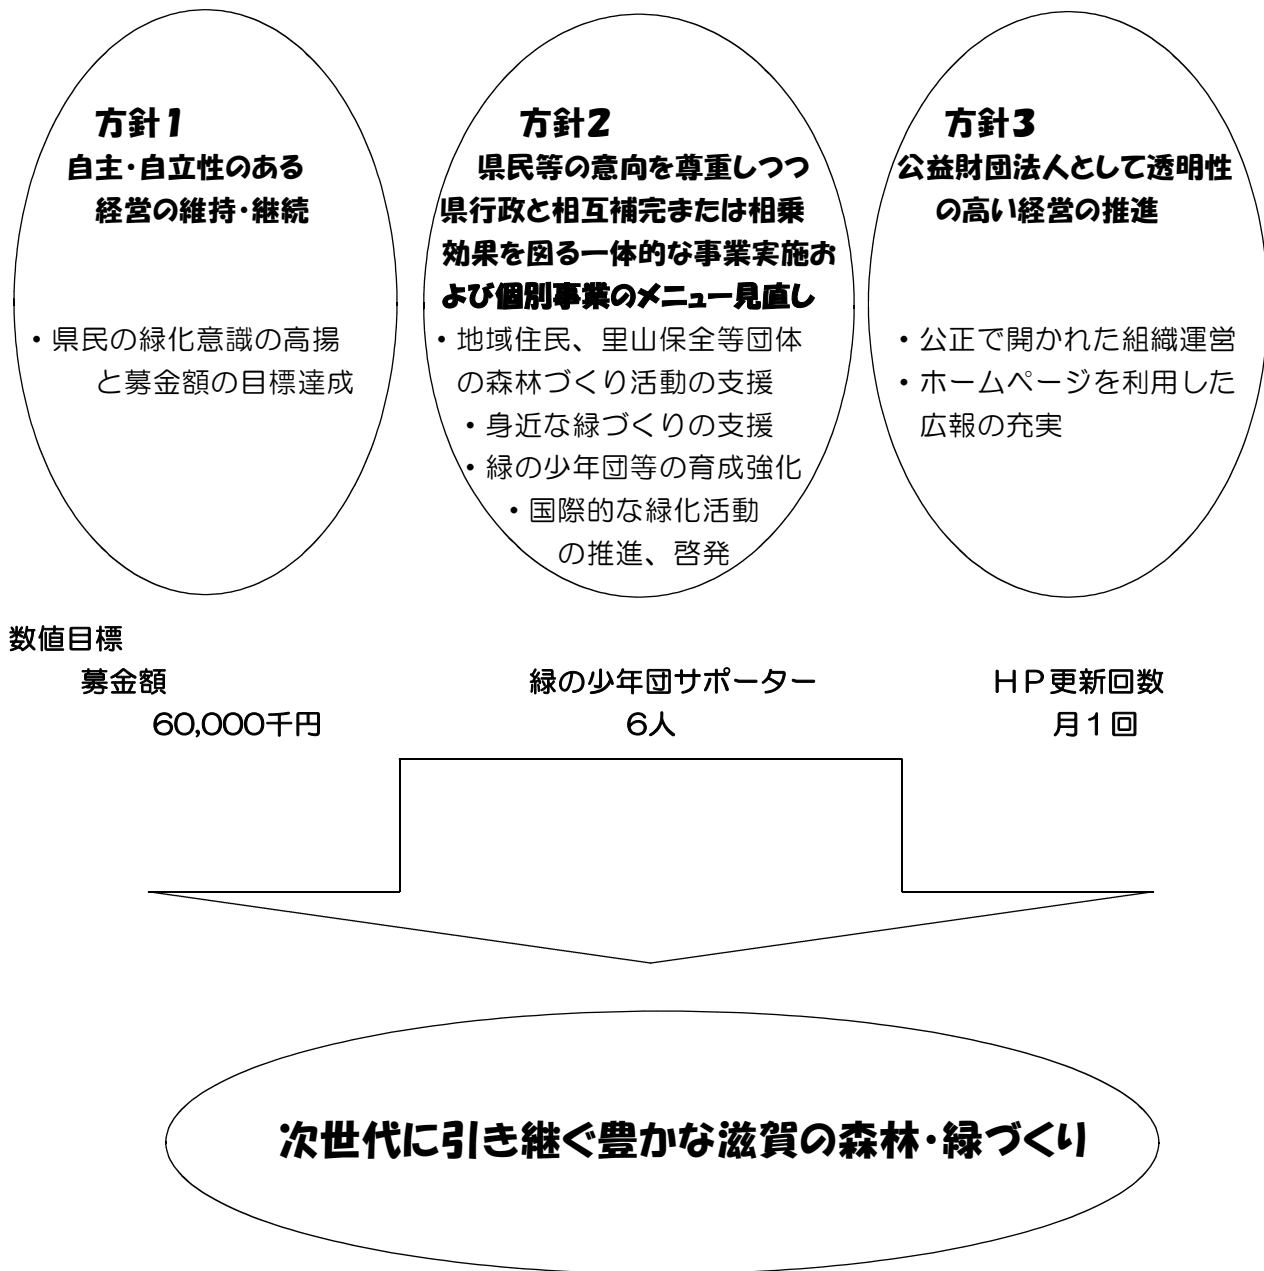 方針1
自主・自立性のある
経営の維持・継続
・県民の緑化意識の高揚
と募金額の目標達成
方針2
県民等の意向を尊重しつつ
県行政と相互補完または相乗
効果を図る一体的な事業実施お
よび個別事業のメニュー見直し
・地域住民、里山保全等団体
の森林づくり活動の支援
・身近な緑づくりの支援
・緑の少年団等の育成強化
・国際的な緑化活動
の推進、啓発
方針3
公益財団法人として透明性
の高い経営の推進
・公正で開かれた組織運営
・ホームページを利用した
広報の充実
数値目標
募金額
60,000千円
緑の少年団サポーター
6人
ＨＰ更新回数
月１回
次世代に引き継ぐ豊かな滋賀の森林・緑づくり